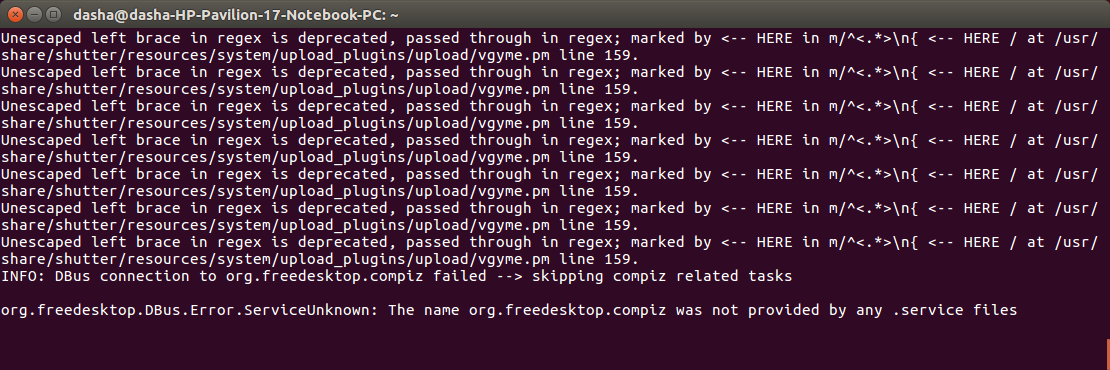 dasha@dasha-HP-Pavilion-17-Notebook-PC: ~
Unescaped left brace in regex is deprecated, passed through in regex; marked by <-- HERE in m/^<.*>\n{ <-- HERE / at /usr/
share/shutter/resources/system/upload_plugins/upload/vgyme.pm line 159.
Unescaped left brace in regex is deprecated, passed through in regex; marked by <-- HERE in m/^<.*>\n{ <-- HERE / at /usr/
share/shutter/resources/system/upload_plugins/upload/vgyme.pm line 159.
Unescaped left brace in regex is deprecated, passed through in regex; marked by <-- HERE in m/^<.*>\n{ <-- HERE / at /usr/
share/shutter/resources/system/upload_plugins/upload/vgyme.pm line 159.
Unescaped left brace in regex is deprecated, passed through in regex; marked by <-- HERE in m/^<.*>\n{ <-- HERE / at /usr/
share/shutter/resources/system/upload_plugins/upload/vgyme.pm line 159.
Unescaped left brace in regex is deprecated, passed through in regex; marked by <-- HERE in m/^<.*>\n{ <-- HERE / at /usr/
share/shutter/resources/system/upload_plugins/upload/vgyme.pm line 159.
Unescaped left brace in regex is deprecated, passed through in regex; marked by <-- HERE in m/^<.*>\n{ <-- HERE / at /usr/
share/shutter/resources/system/upload_plugins/upload/vgyme.pm line 159.
Unescaped left brace in regex is deprecated, passed through in regex; marked by <-- HERE in m/^<.*>\n{ <-- HERE / at /usr/
share/shutter/resources/system/upload_plugins/upload/vgyme.pm line 159.
INFO: DBus connection to org.freedesktop.compiz failed --> skipping compiz related tasks
org.freedesktop.DBus.Error.ServiceUnknown: The name org.freedesktop.compiz was not provided by any .service files